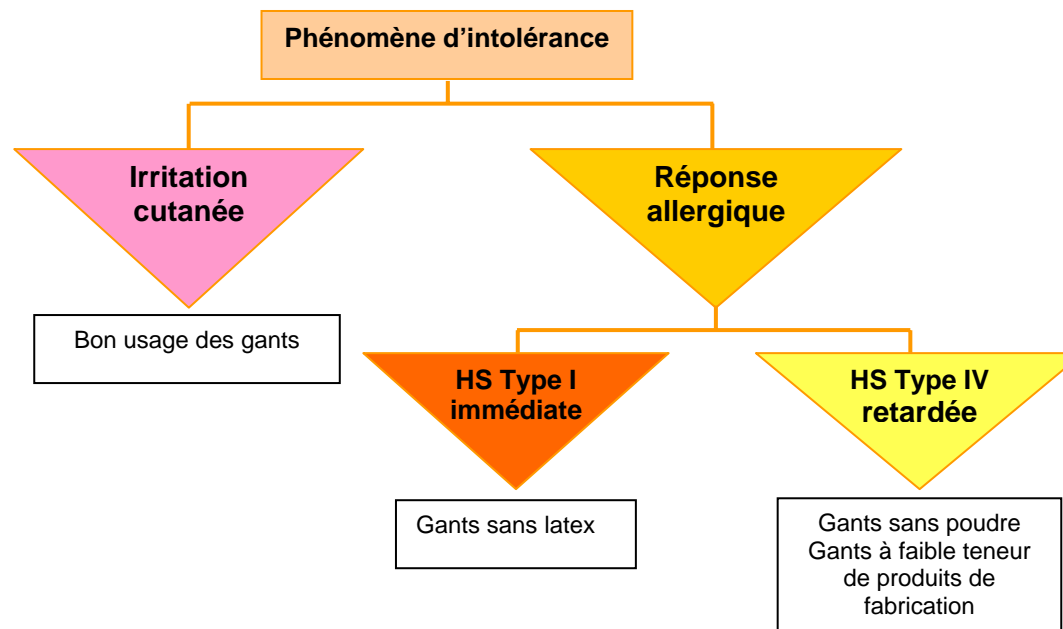 Phénomène d’intolérance
Irritation
cutanée
Réponse
allergique
Bon usage des gants
HS Type I
immédiate
HS Type IV
retardée
Gants sans latex
Gants sans poudre
Gants à faible teneur
de produits de
fabrication